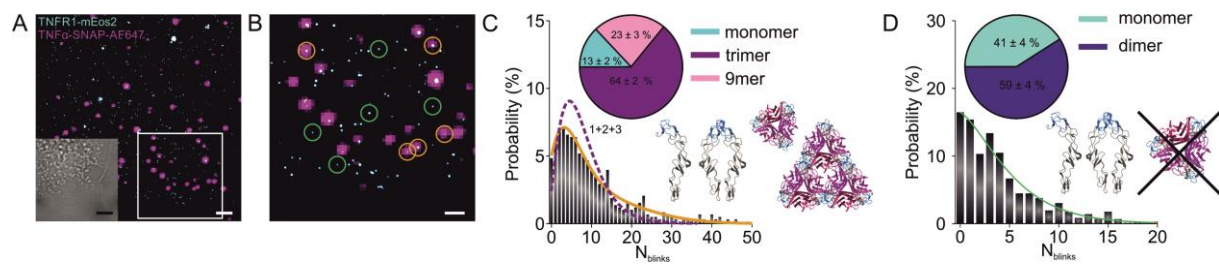 A
TNFR1-mEos2
TNFα-SNAP-AF647
B
C
Probability (%)
15
10
5
0
0
10
20
30
40
50
N_blinks
1+2+3
23 ± 3 %
13 ± 2 %
64 ± 2 %
monomer
trimer
9mer
D
Probability (%)
30
20
10
0
0
5
10
15
20
N_blinks
41 ± 4 %
59 ± 4 %
monomer
dimer